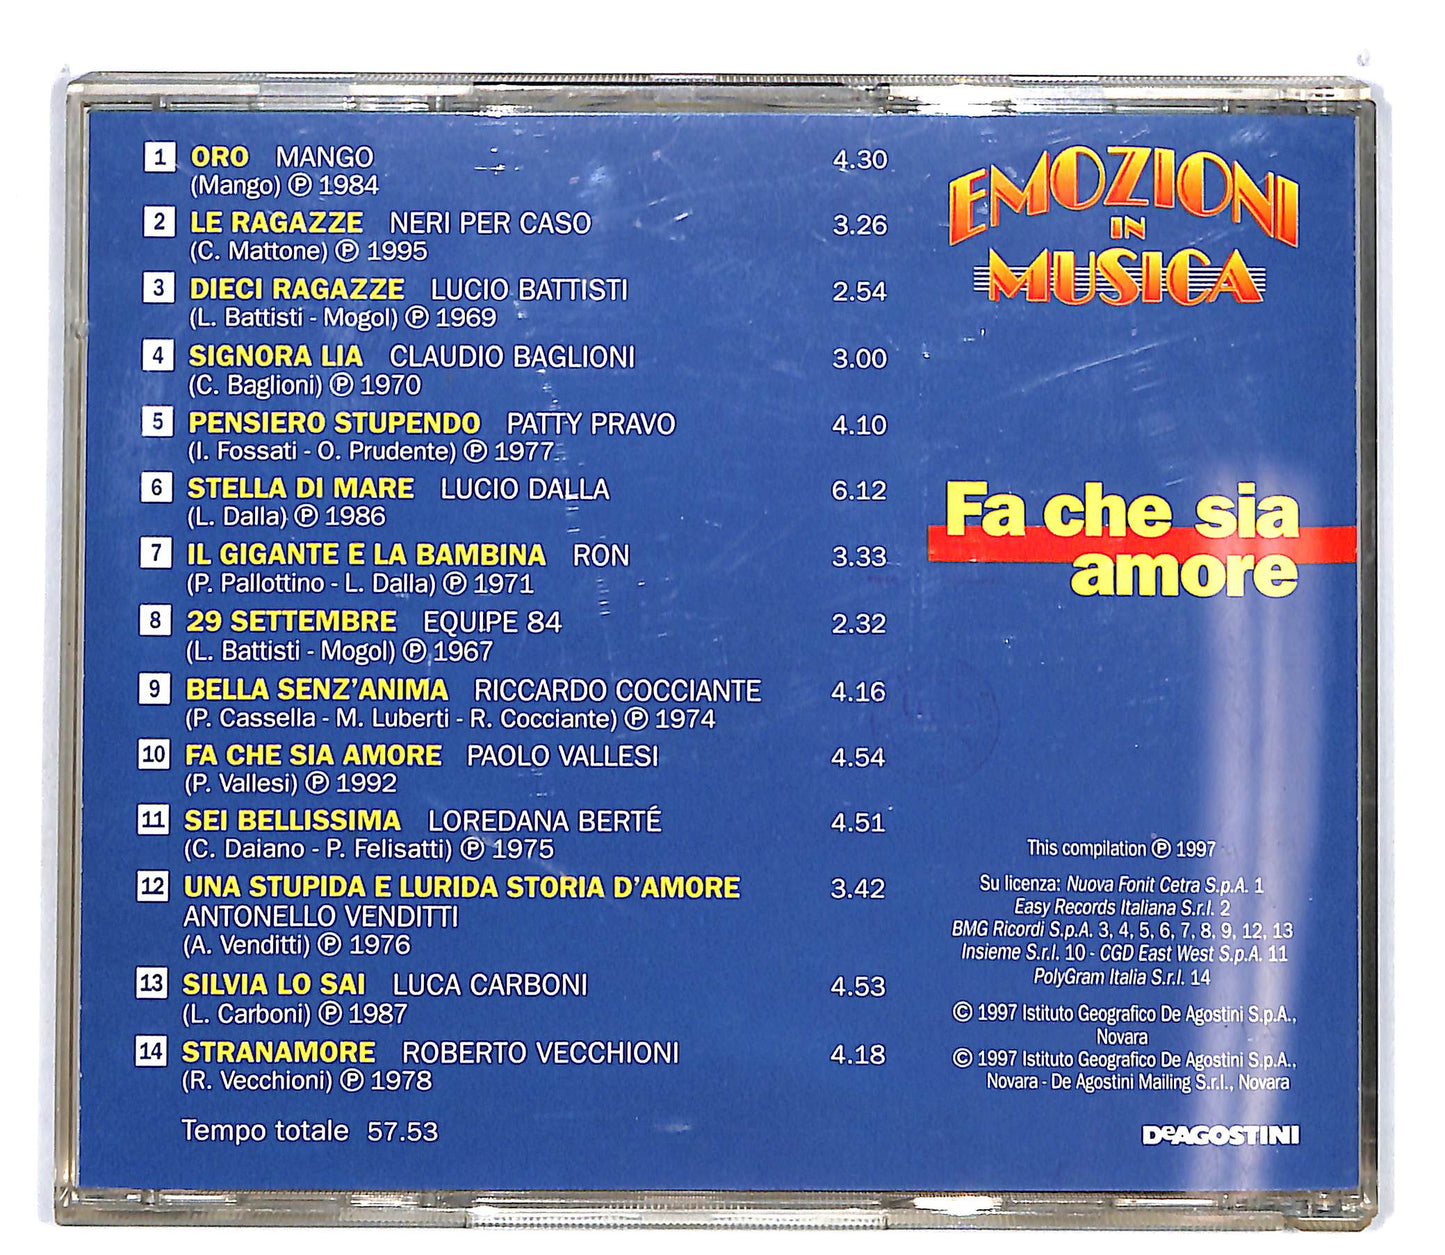 1 ORO MANGO 4.30
(Mango) ℗ 1984
2 LE RAGAZZE NERI PER CASO 3.26
(C. Mattone) ℗ 1995
3 DIECI RAGAZZE LUCIO BATTISTI 2.54
(L. Battisti - Mogol) ℗ 1969
4 SIGNORA LIA CLAUDIO BAGLIONI 3.00
(C. Baglioni) ℗ 1970
5 PENSIERO STUPENDO PATTY PRAVO 4.10
(I. Fossati - O. Prudente) ℗ 1977
6 STELLA DI MARE LUCIO DALLA 6.12
(L. Dalla) ℗ 1986
7 IL GIGANTE E LA BAMBINA RON 3.33
(P. Pallottino - L. Dalla) ℗ 1971
8 29 SETTEMBRE EQUIPE 84 2.32
(L. Battisti - Mogol) ℗ 1967
9 BELLA SENZ'ANIMA RICCARDO COCCIANTE 4.16
(P. Cassella - M. Luberti - R. Cocciante) ℗ 1974
10 FA CHE SIA AMORE PAOLO VALLESI 4.54
(P. Vallesi) ℗ 1992
11 SEI BELLISSIMA LOREDANA BERTÉ 4.51
(C. Daiano - P. Felisatti) ℗ 1975
12 UNA STUPIDA E LURIDA STORIA D'AMORE 3.42
ANTONELLO VENDITTI
(A. Venditti) ℗ 1976
13 SILVIA LO SAI LUCA CARBONI 4.53
(L. Carboni) ℗ 1987
14 STRANAMORE ROBERTO VECCHIONI 4.18
(R. Vecchioni) ℗ 1978
Tempo totale 57.53
EMOZIONI
IN
MUSICA
Fa che sia
amore
This compilation ℗ 1997
Su licenza: Nuova Fonit Cetra S.p.A. 1
Easy Records Italiana S.r.l. 2
BMG Ricordi S.p.A. 3, 4, 5, 6, 7, 8, 9, 12, 13
Insieme S.r.l. 10 - CGD East West S.p.A. 11
PolyGram Italia S.r.l. 14
© 1997 Istituto Geografico De Agostini S.p.A.,
Novara
© 1997 Istituto Geografico De Agostini S.p.A.,
Novara - De Agostini Mailing S.r.l., Novara
DeAGOSTINI